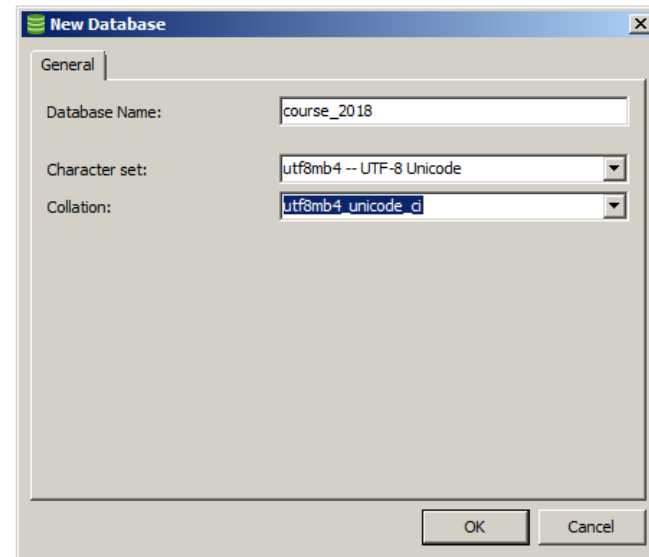 New Database
General
Database Name: course_2018
Character set: utf8mb4 -- UTF-8 Unicode
Collation: utf8mb4_unicode_ci
OK Cancel